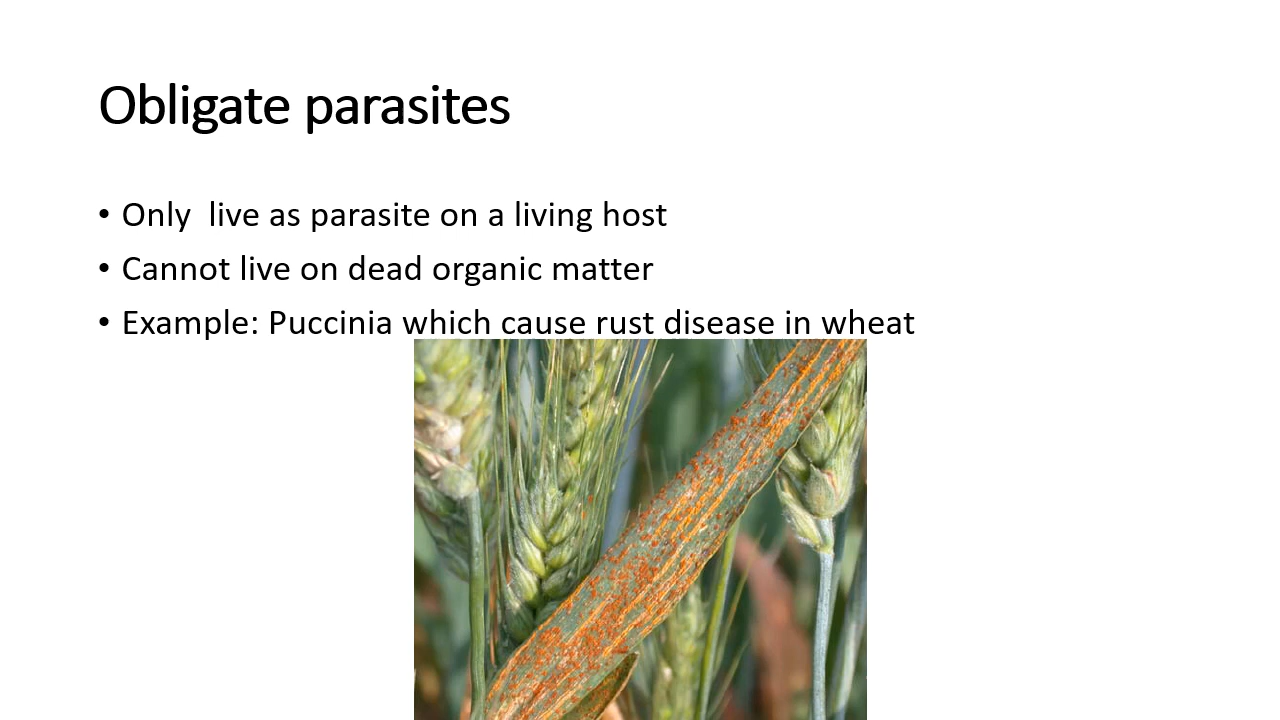 Obligate parasites
• Only  live as parasite on a living host
• Cannot live on dead organic matter
• Example: Puccinia which cause rust disease in wheat